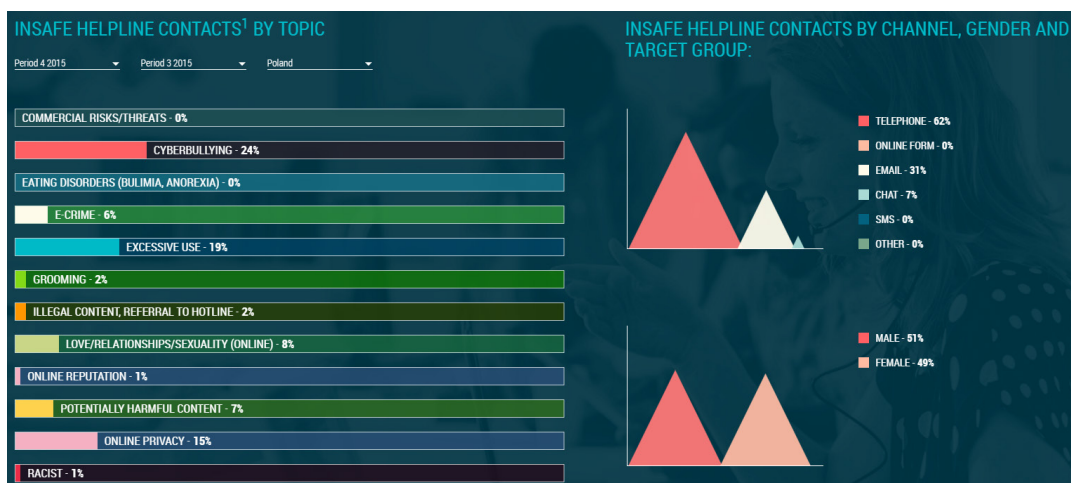 INSAFE HELPLINE CONTACTS¹ BY TOPIC
Period 4 2015
Period 3 2015
Poland
COMMERCIAL RISKS/THREATS - 0%
CYBERBULLYING - 24%
EATING DISORDERS (BULIMIA, ANOREXIA) - 0%
E-CRIME - 6%
EXCESSIVE USE - 19%
GROOMING - 2%
ILLEGAL CONTENT, REFERRAL TO HOTLINE - 2%
LOVE/RELATIONSHIPS/SEXUALITY (ONLINE) - 8%
ONLINE REPUTATION - 1%
POTENTIALLY HARMFUL CONTENT - 7%
ONLINE PRIVACY - 15%
RACIST - 1%
INSAFE HELPLINE CONTACTS BY CHANNEL, GENDER AND
TARGET GROUP:
TELEPHONE - 62%
ONLINE FORM - 0%
EMAIL - 31%
CHAT - 7%
SMS - 0%
OTHER - 0%
MALE - 51%
FEMALE - 49%